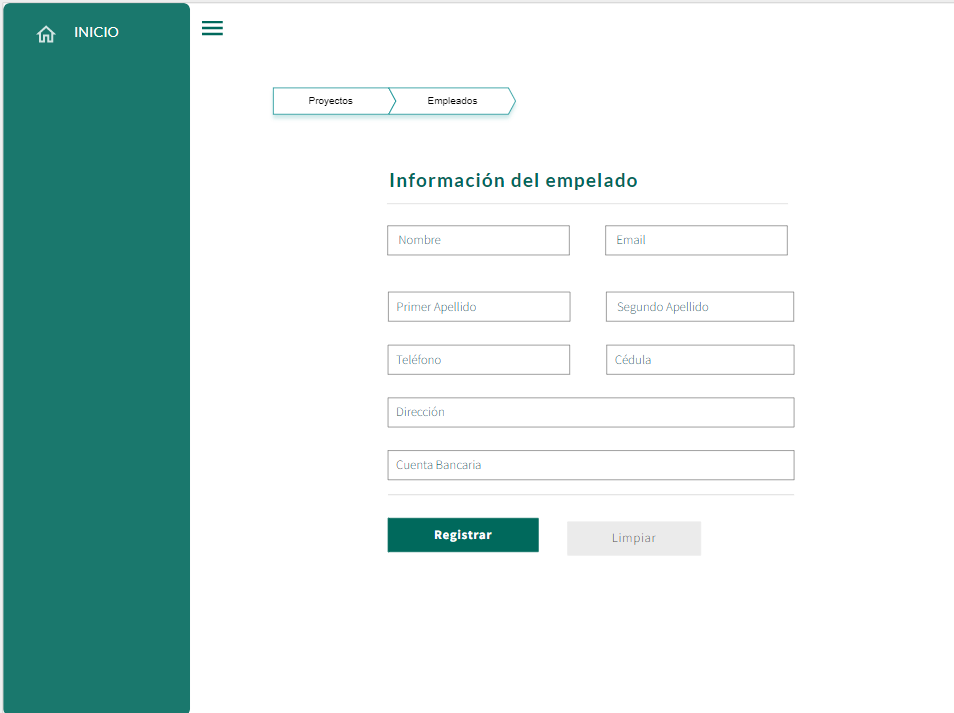 INICIO
Proyectos Empleados
Información del empelado
Nombre Email
Primer Apellido Segundo Apellido
Teléfono Cédula
Dirección
Cuenta Bancaria
Registrar Limpiar